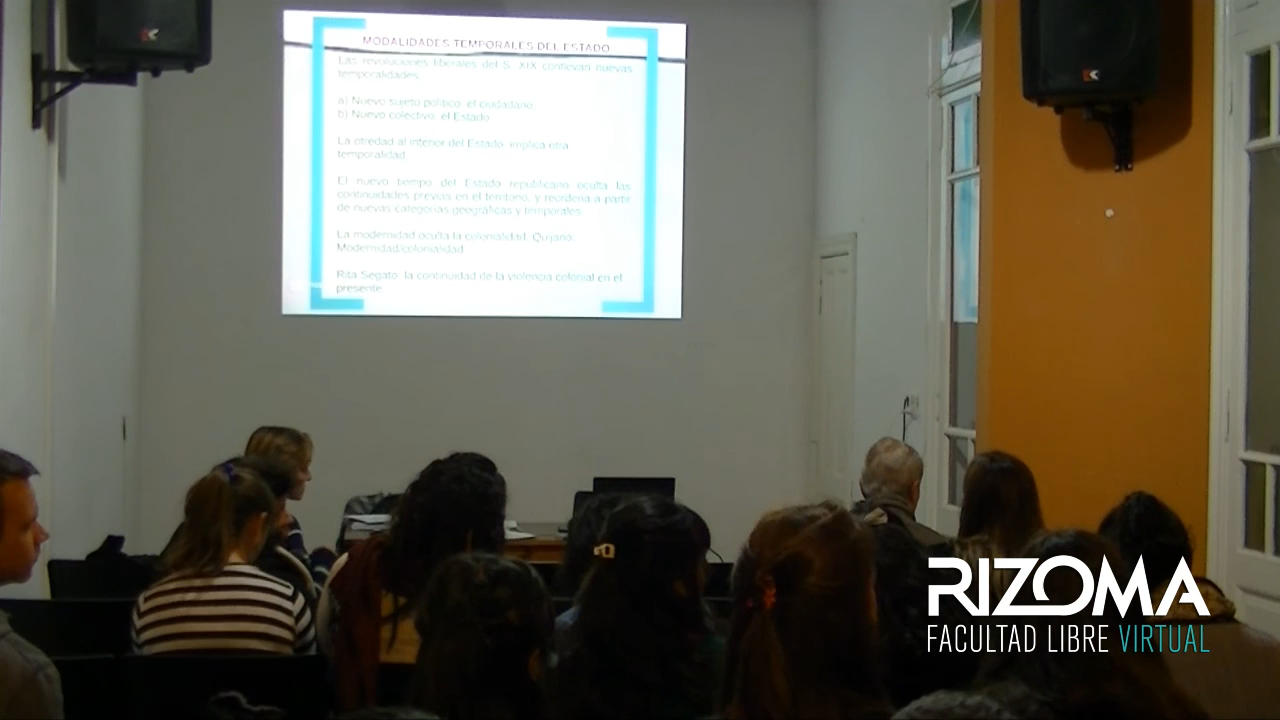 MODALIDADES TEMPORALES DEL ESTADO
Las revoluciones liberales del S. XIX conllevan nuevas
temporalidades.
a) Nuevo sujeto político: el ciudadano.
b) Nuevo colectivo: el Estado.
La otredad al interior del Estado: implica otra
temporalidad.
El nuevo tiempo del Estado republicano oculta las
continuidades previas en el territorio, y reordena a partir
de nuevas categorías geográficas y temporales.
La modernidad oculta la colonialidad. Quijano:
Modernidad/colonialidad
Rita Segato: la continuidad de la violencia colonial en el
presente
RIZOMA
FACULTAD LIBRE VIRTUAL